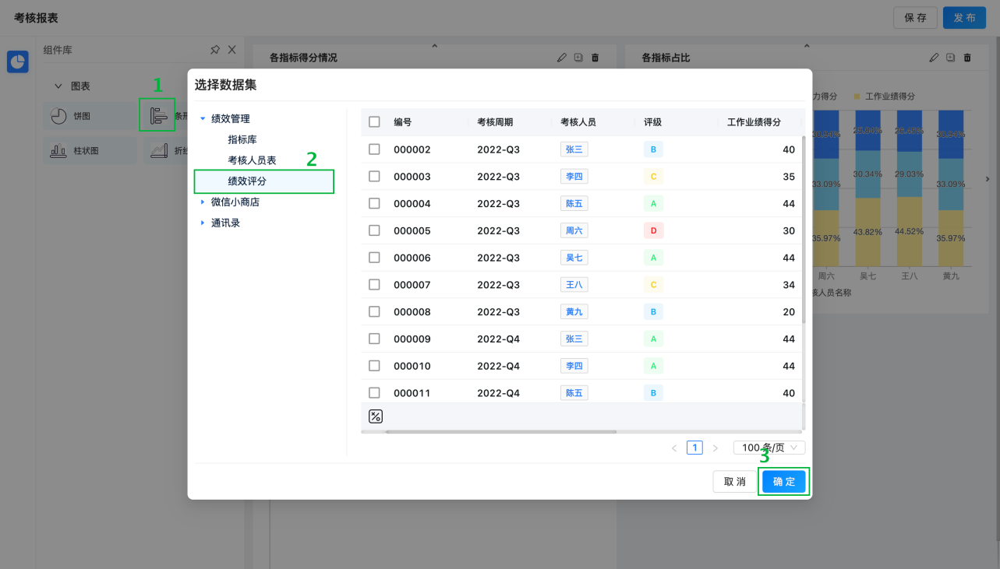 考核报表
保 存
发 布
组件库
各指标得分情况
各指标占比
图表
1
饼图
条形
柱状图
折线
选择数据集
绩效管理
指标库
考核人员表
2
绩效评分
微信小商店
通讯录
编号 考核周期 考核人员 评级 工作业绩得分
000002 2022-Q3 张三 B 40
000003 2022-Q3 李四 C 35
000004 2022-Q3 陈五 A 44
000005 2022-Q3 周六 D 30
000006 2022-Q3 吴七 A 44
000007 2022-Q3 王八 C 34
000008 2022-Q3 黄九 B 20
000009 2022-Q4 张三 A 44
000010 2022-Q4 李四 A 44
000011 2022-Q4 陈五 B 40
1
100 条/页
3
取 消
确 定
力得分 工作业绩得分
30.94% 25.84% 26.45% 30.94%
33.09% 30.34% 29.03% 33.09%
35.97% 43.82% 44.52% 35.97%
周六 吴七 王八 黄九
核人员名称